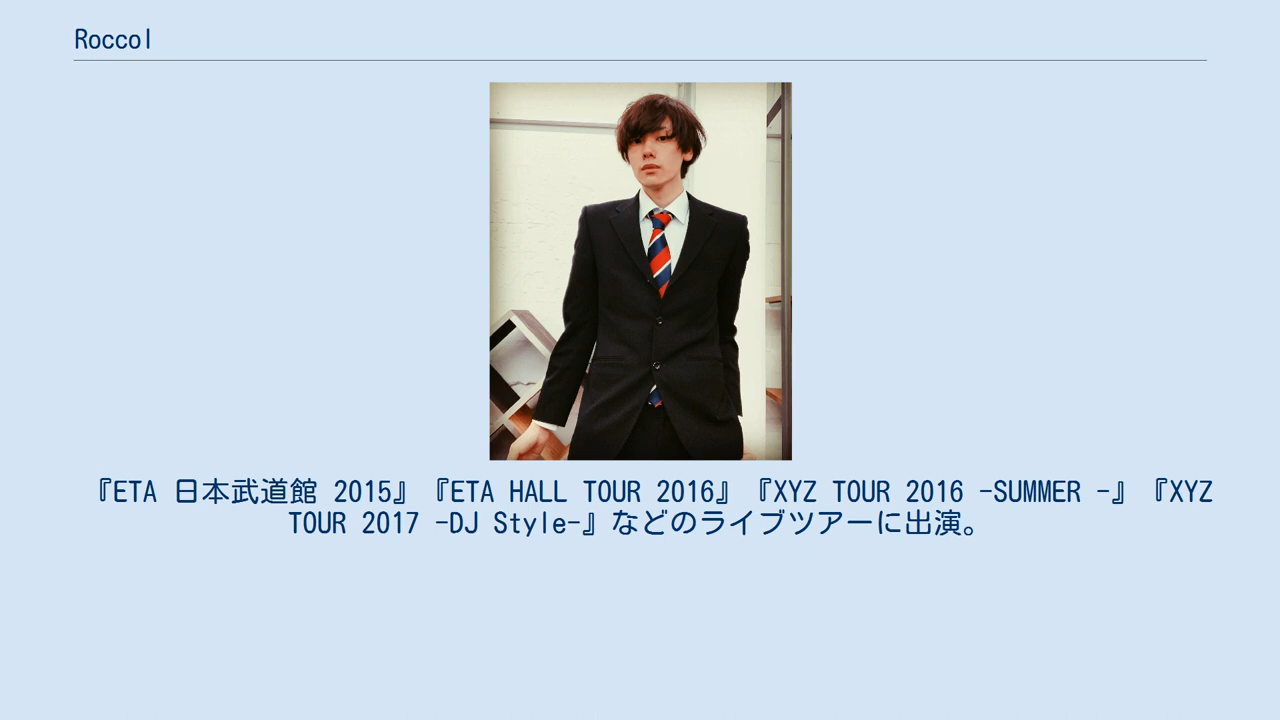 Roccol
『ETA 日本武道館 2015』『ETA HALL TOUR 2016』『XYZ TOUR 2016 -SUMMER -』『XYZ
TOUR 2017 -DJ Style-』などのライブツアーに出演。